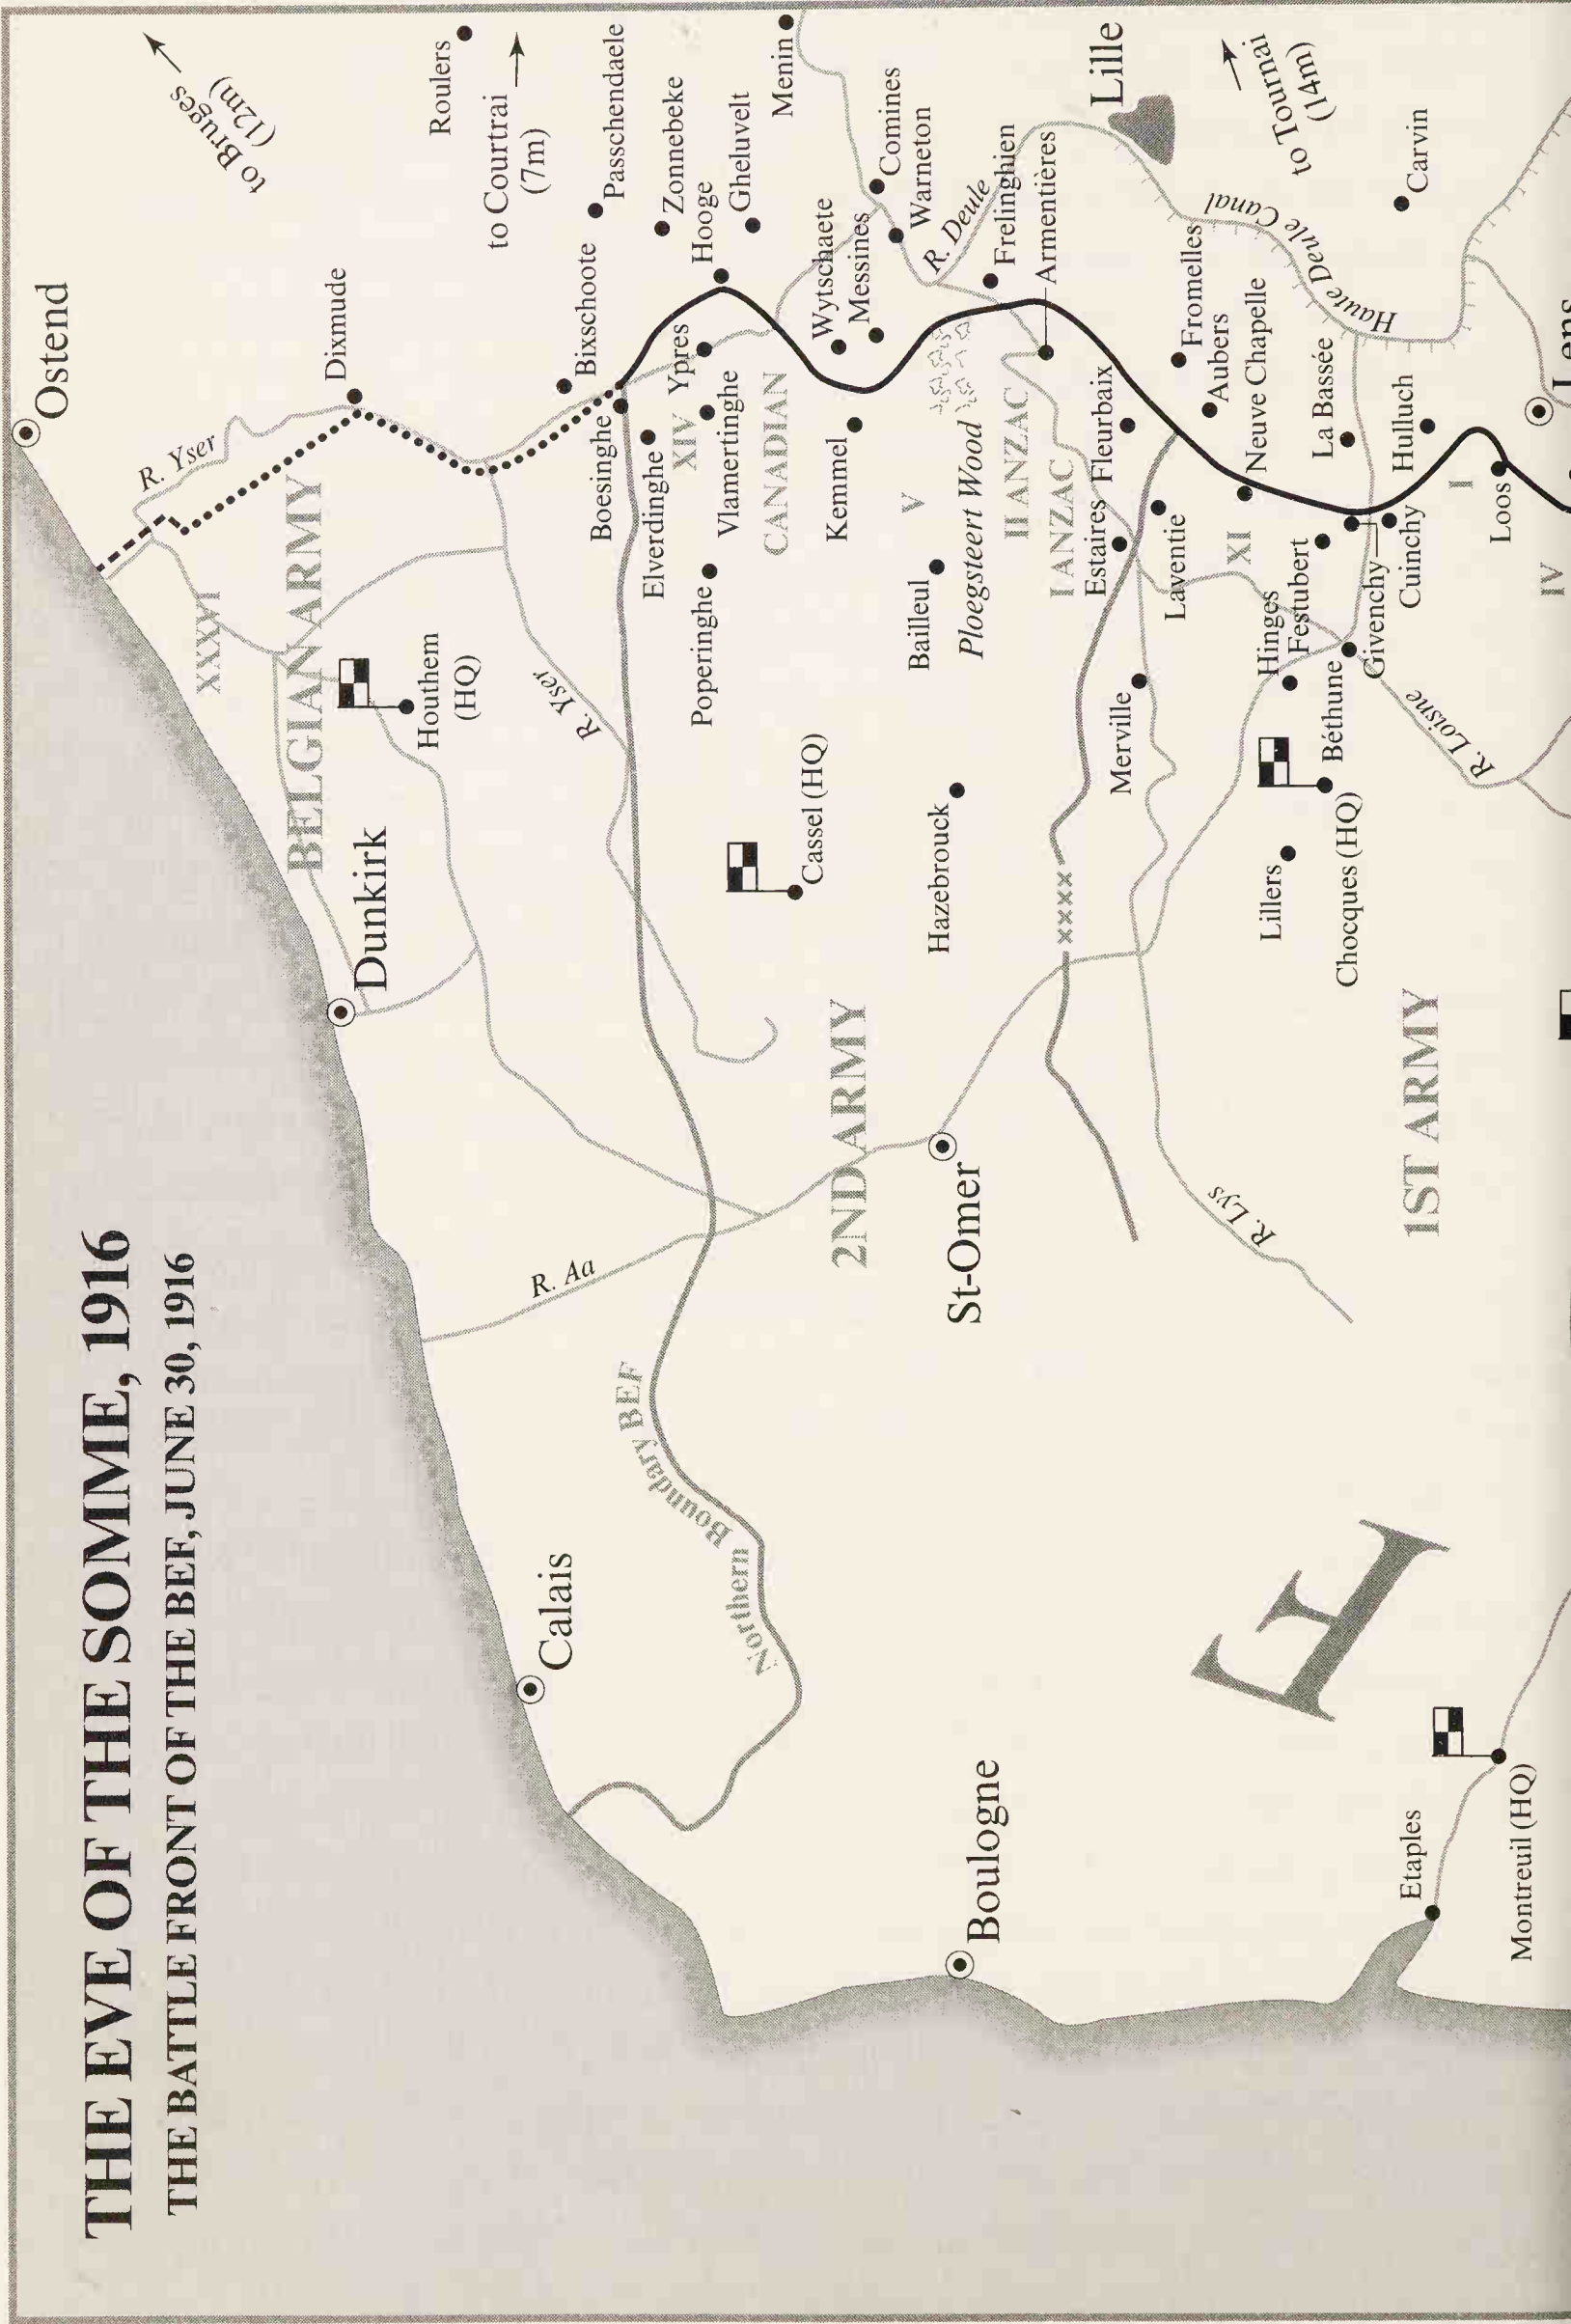 THE EVE OF THE SOMME, 1916
THE BATTLE FRONT OF THE BEF, JUNE 30, 1916
Ostend
to Bruges
(12m)
R. Yser
Dixmude
Roulers
to Courtrai
(7m)
XXXVI
BELGIAN ARMY
Houthem
(HQ)
Dunkirk
Bixschoote
Passchendaele
Boesinghe
Zonnebeke
Elverdinghe
XIV
Ypres
Hooge
Gheluvelt
R. Yser
Poperinghe
Vlamertinghe
CANADIAN
Menin
R. Aa
Calais
Northern Boundary BEF
Cassel (HQ)
Kemmel
Wytschaete
Messines
Comines
Warneton
2ND ARMY
Hazebrouck
Bailleul
V
Ploegsteert Wood
R. Deule
Frelinghien
St-Omer
Boulogne
II ANZAC
I ANZAC
Armentières
Lille
Estaires
Fleurbaix
Merville
Laventie
Fromelles
Aubers
Haute Deule Canal
to Tournai
(14m)
R. Lys
XI
Neuve Chapelle
Hinges
Festubert
La Bassée
Lillers
Béthune
Givenchy
Cuinchy
Chocques (HQ)
Hulluch
Carvin
1ST ARMY
R. Loisne
I
Loos
Lens
IV
F
Etaples
Montreuil (HQ)